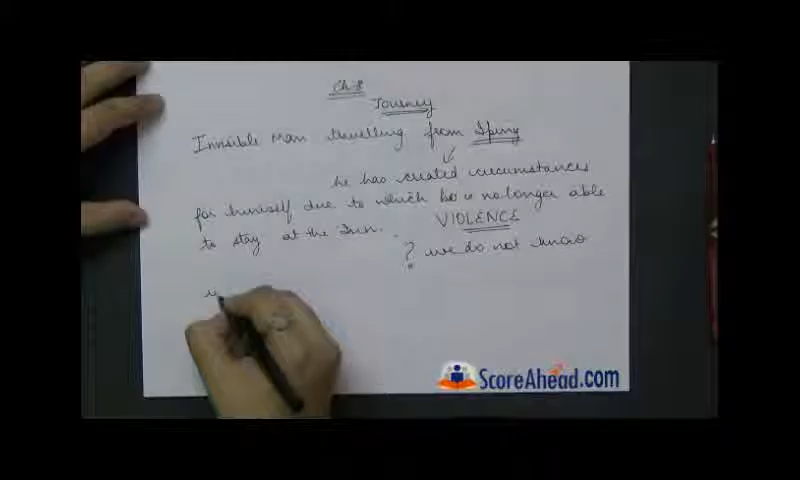 Ch-8
Journey
Invisible Man travelling from Iping
he has created circumstances
for himself due to which he is no longer able
to stay at the Inn.
VIOLENCE
? we do not know
ScoreAhead.com